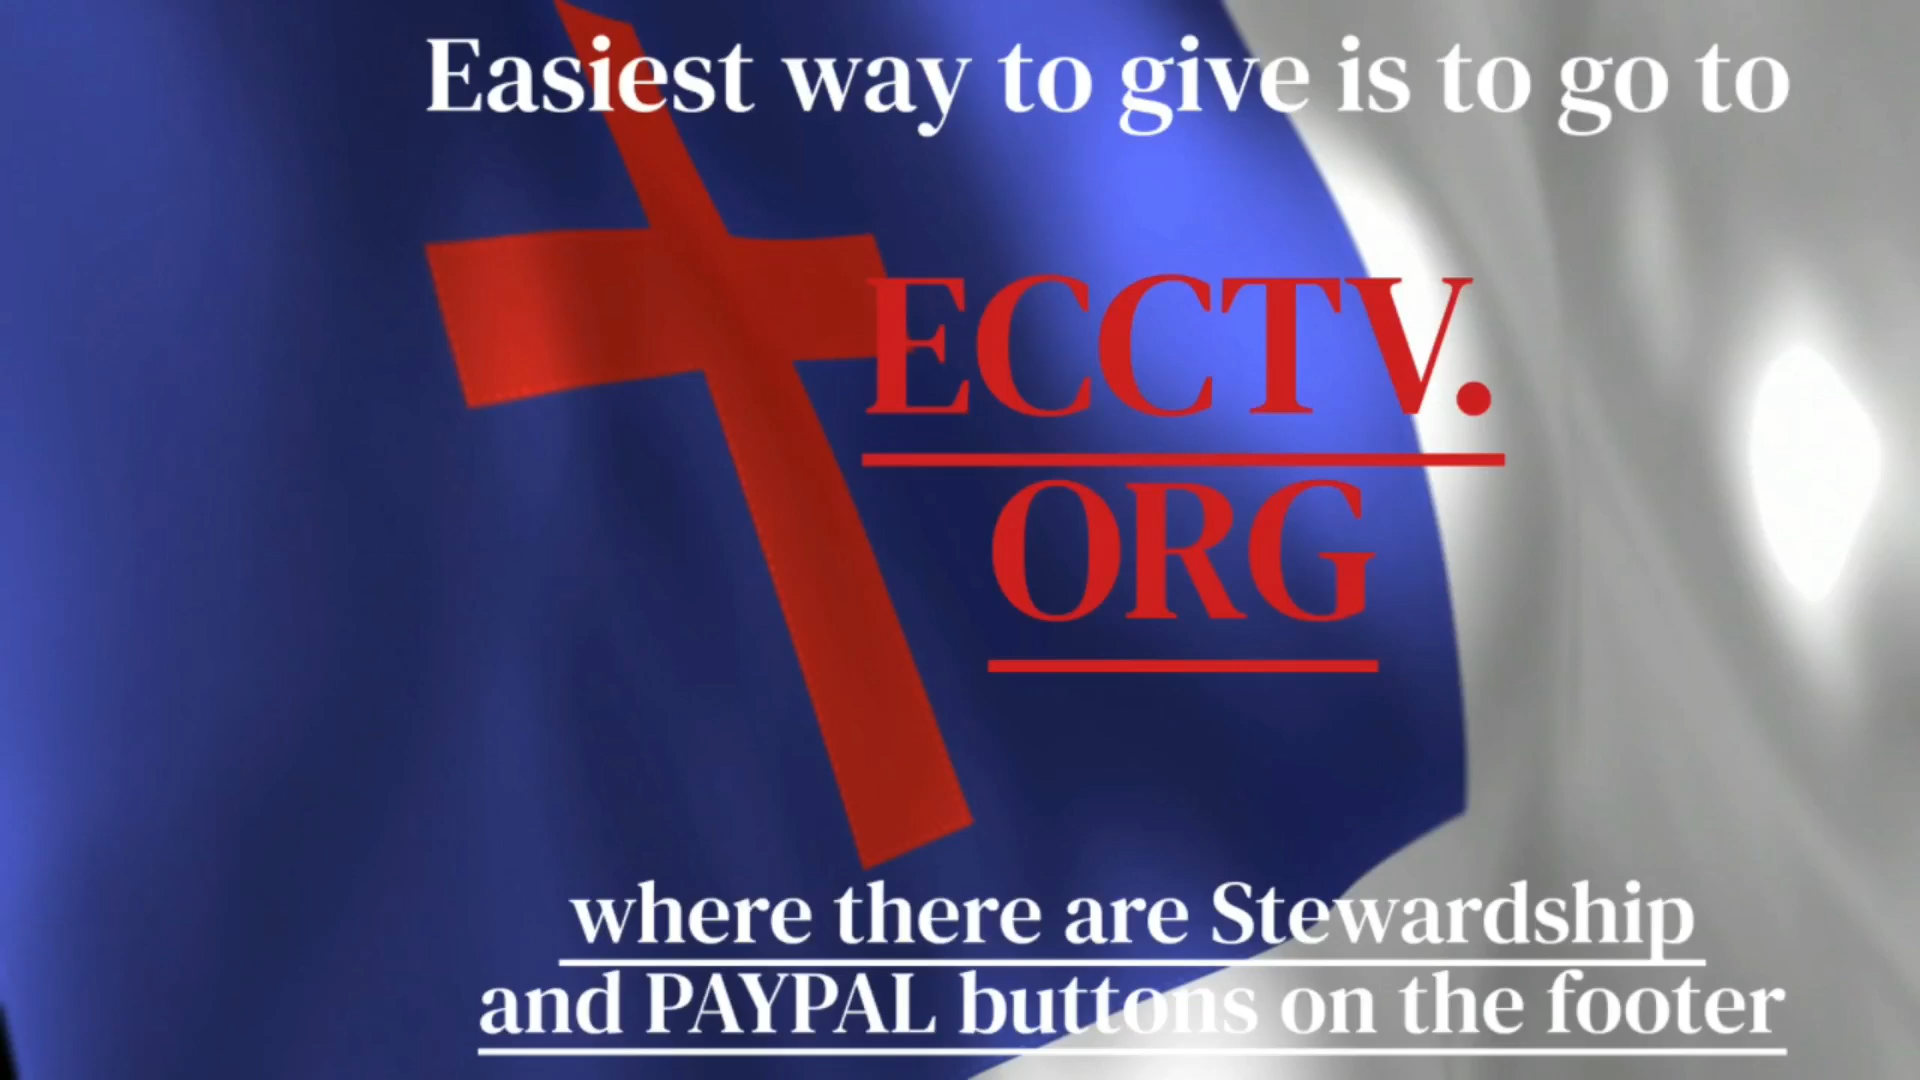 Easiest way to give is to go to
ECCTV.
ORG
where there are Stewardship
and PAYPAL buttons on the footer